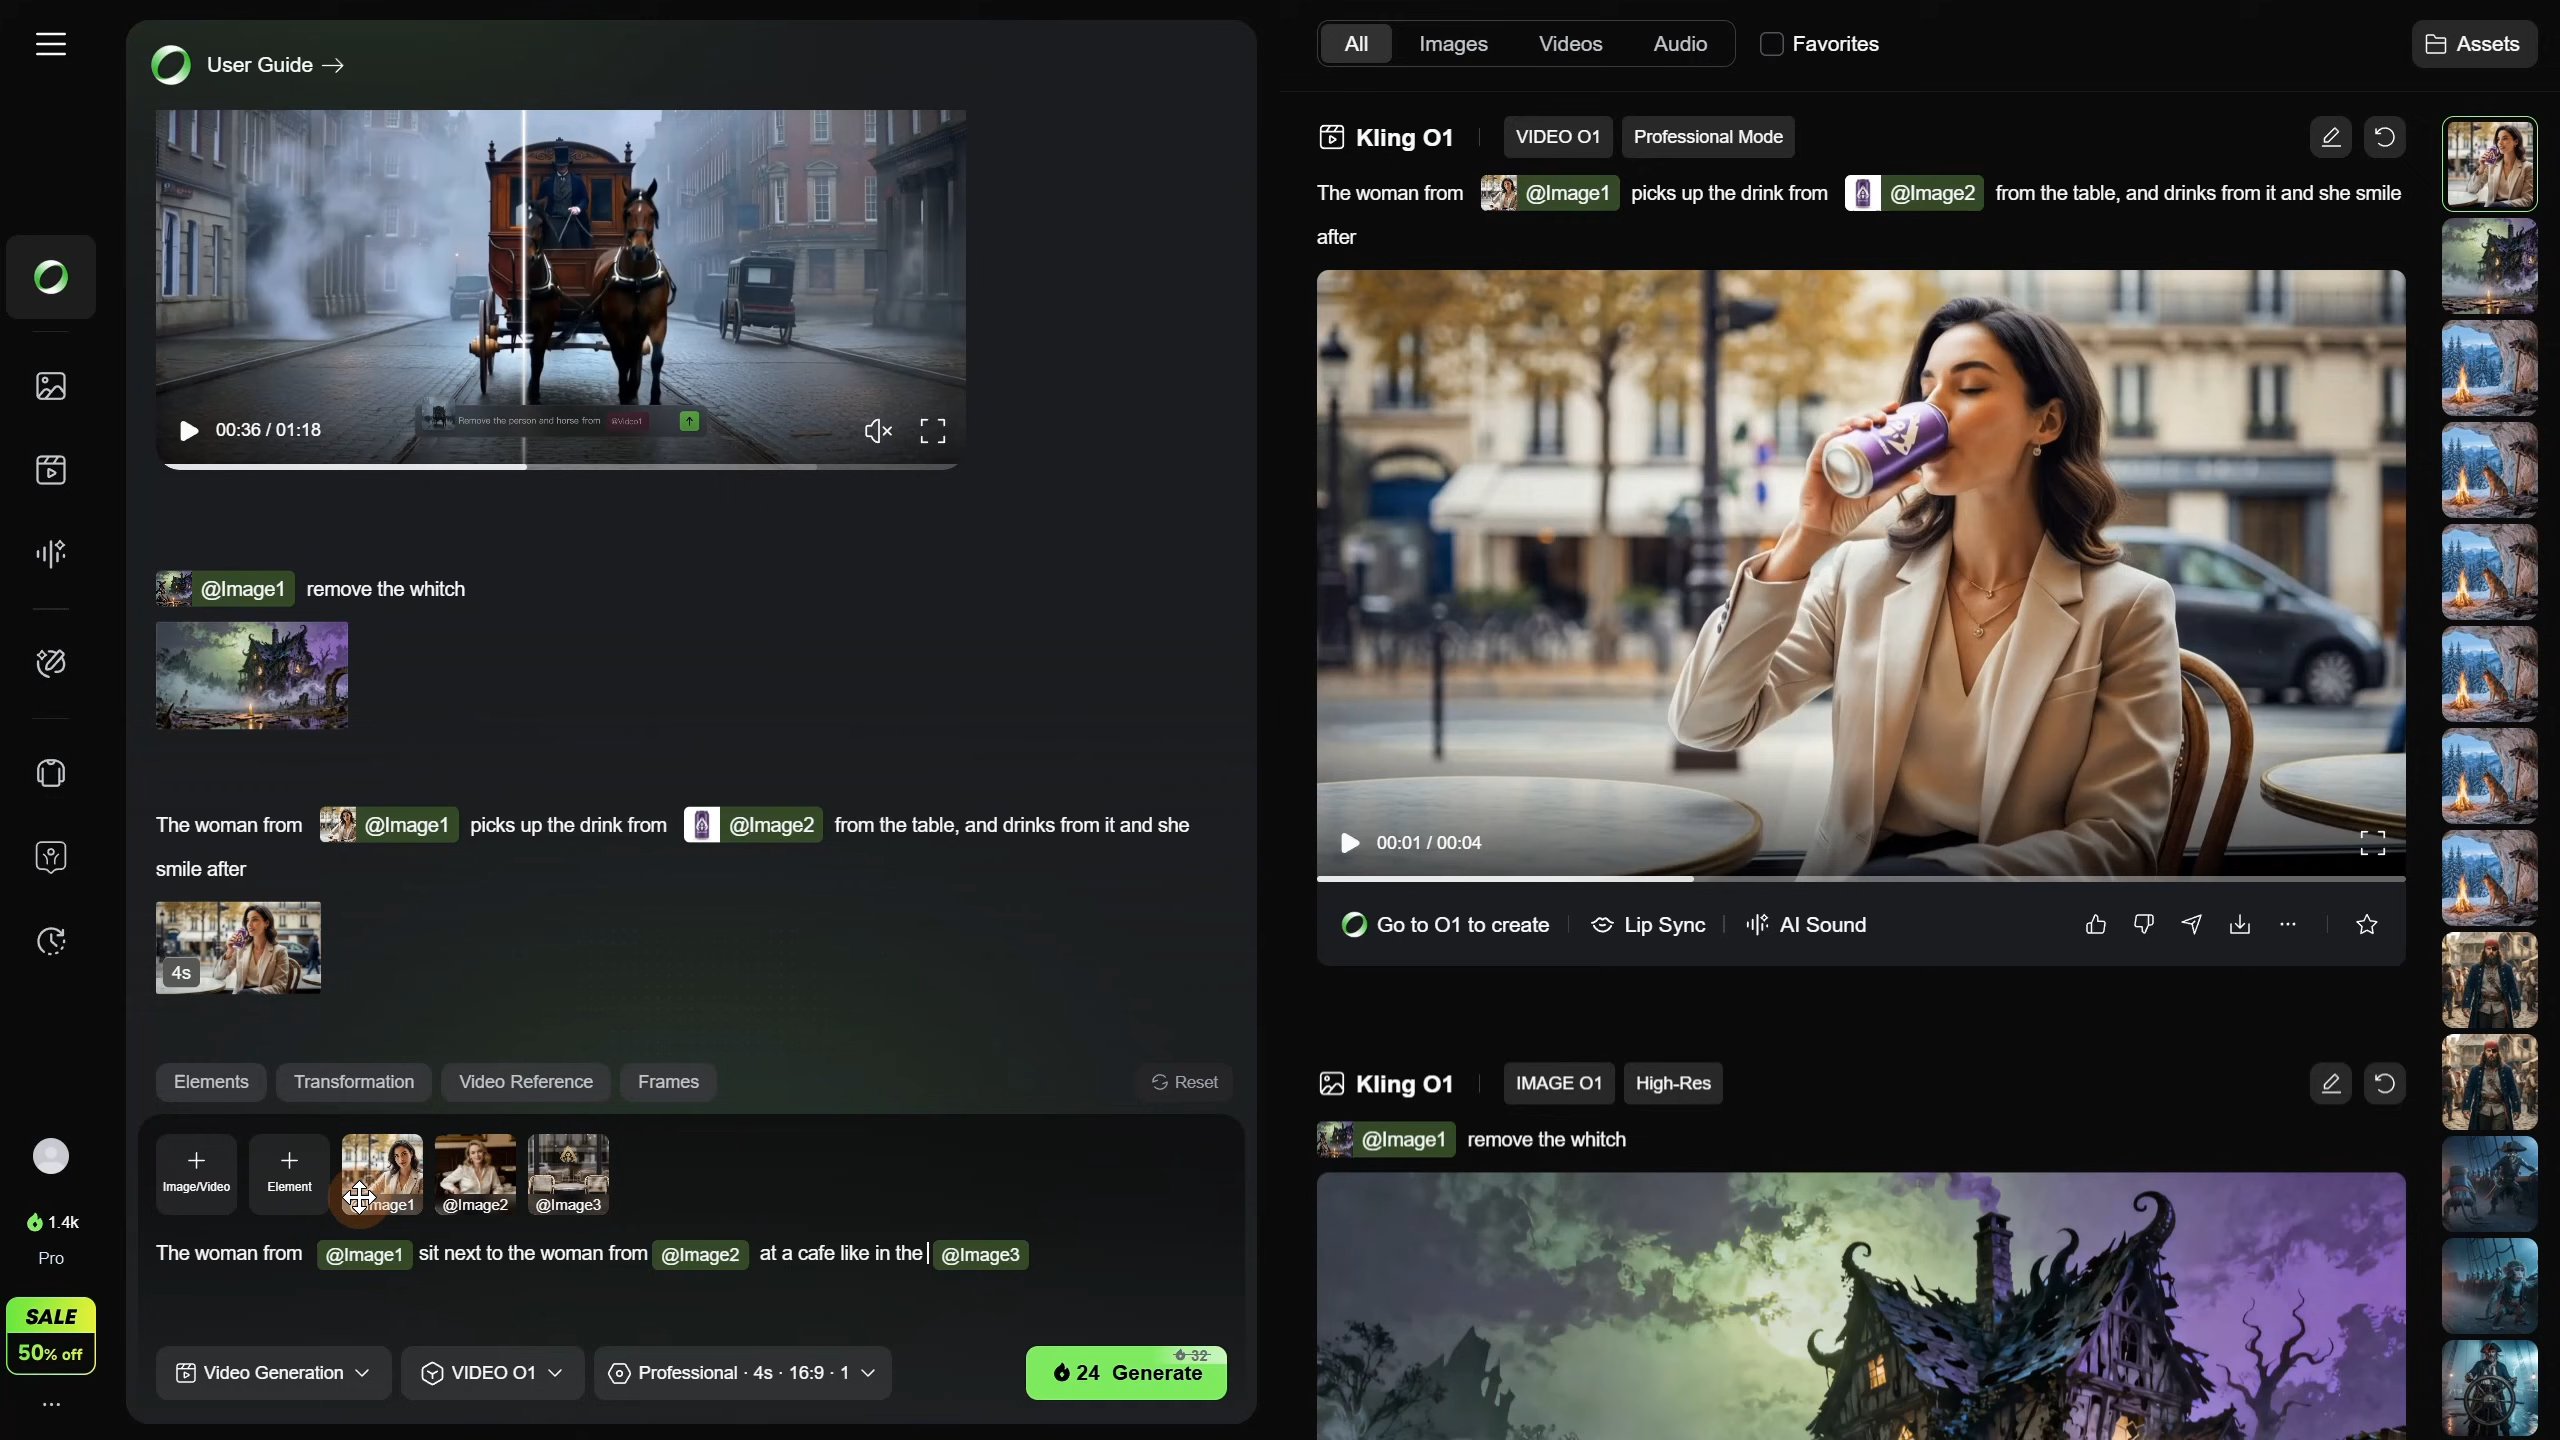 User Guide →
00:36 / 01:18
Remove the person and horse from @Video1
@Image1 remove the whitch
The woman from @Image1 picks up the drink from @Image2 from the table, and drinks from it and she
smile after
4s
Elements Transformation Video Reference Frames Reset
Image/Video Element @Image2 @Image3
The woman from @Image1 sit next to the woman from @Image2 at a cafe like in the @Image3
Video Generation VIDEO O1 Professional · 4s · 16:9 · 1 24 Generate 32
1.4k
Pro
SALE
50% off
All Images Videos Audio Favorites Assets
Kling O1 VIDEO O1 Professional Mode
The woman from @Image1 picks up the drink from @Image2 from the table, and drinks from it and she smile
after
00:01 / 00:04
Go to O1 to create Lip Sync AI Sound
Kling O1 IMAGE O1 High-Res
@Image1 remove the whitch